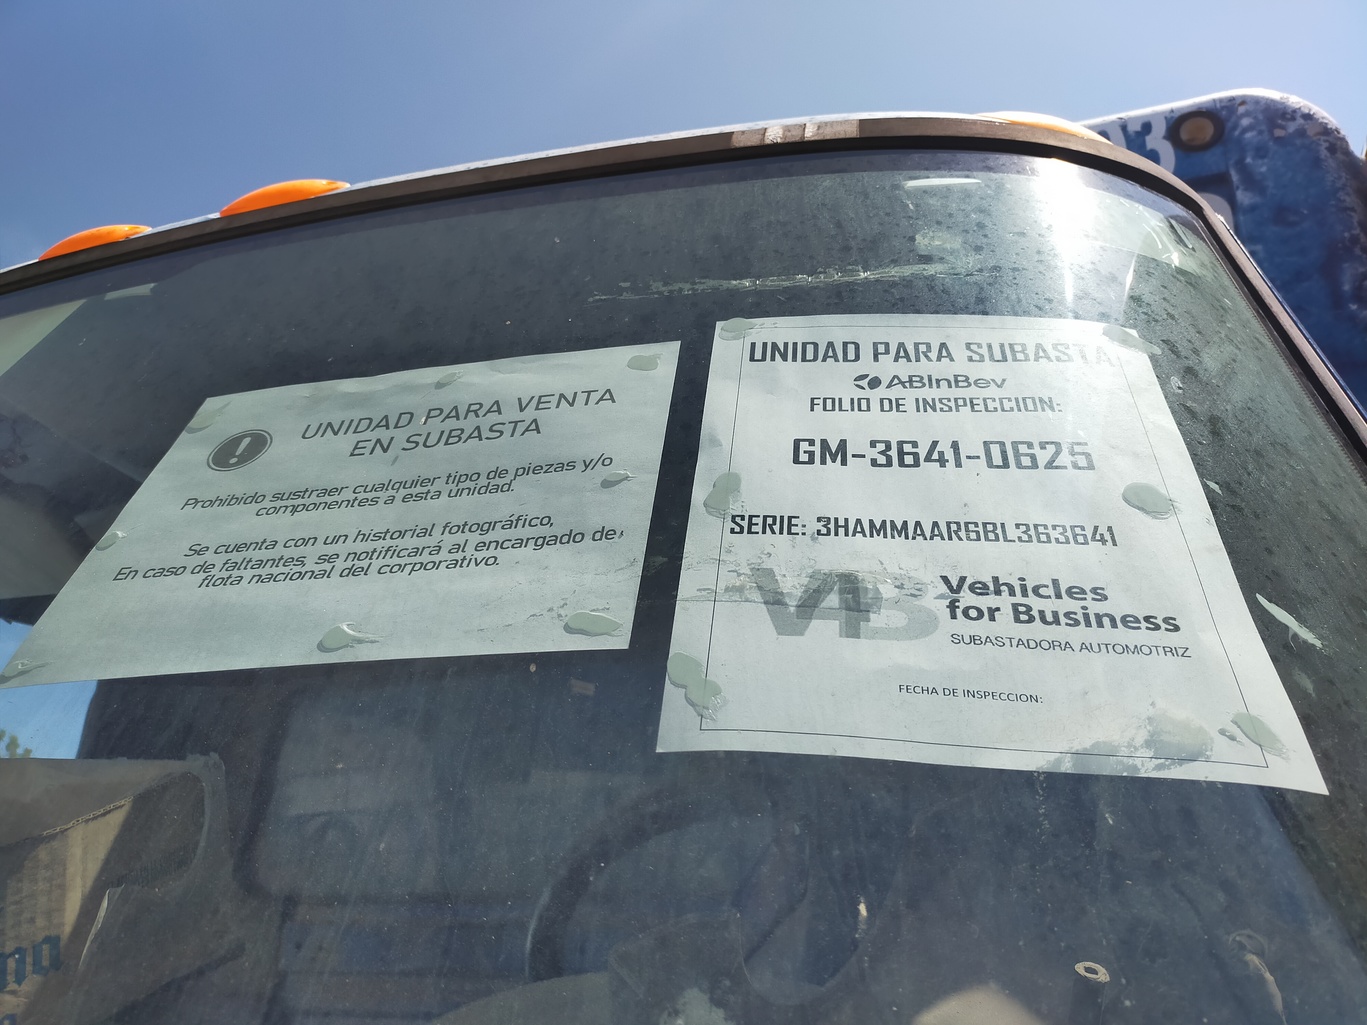 UNIDAD PARA VENTA
EN SUBASTA
Prohibido sustraer cualquier tipo de piezas y/o
componentes a esta unidad.
Se cuenta con un historial fotográfico,
En caso de faltantes, se notificará al encargado de
flota nacional del corporativo.
UNIDAD PARA SUBASTA
ABInBev
FOLIO DE INSPECCION:
GM-3641-0625
SERIE: 3HAMMAAR6BL363641
VFB
Vehicles
for Business
SUBASTADORA AUTOMOTRIZ
FECHA DE INSPECCION: